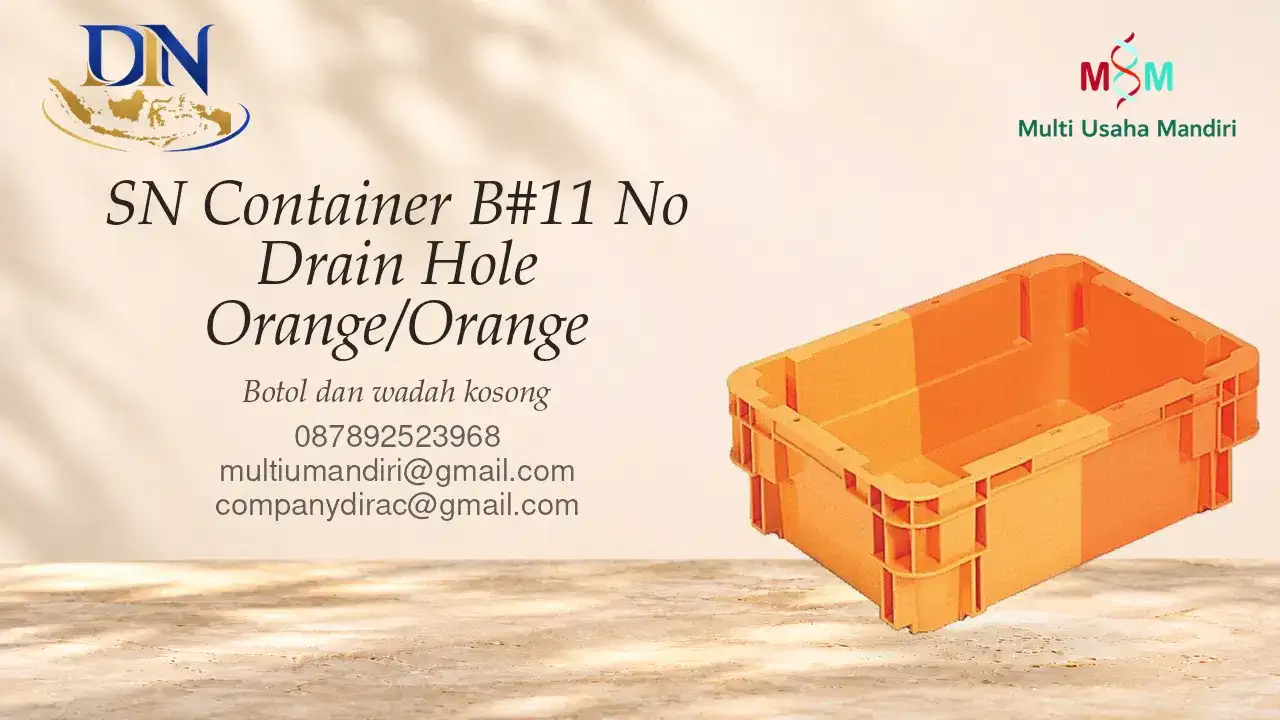 DIN
MSM
Multi Usaha Mandiri
SN Container B#11 No
Drain Hole
Orange/Orange
Botol dan wadah kosong
087892523968
multiumandiri@gmail.com
companydirac@gmail.com